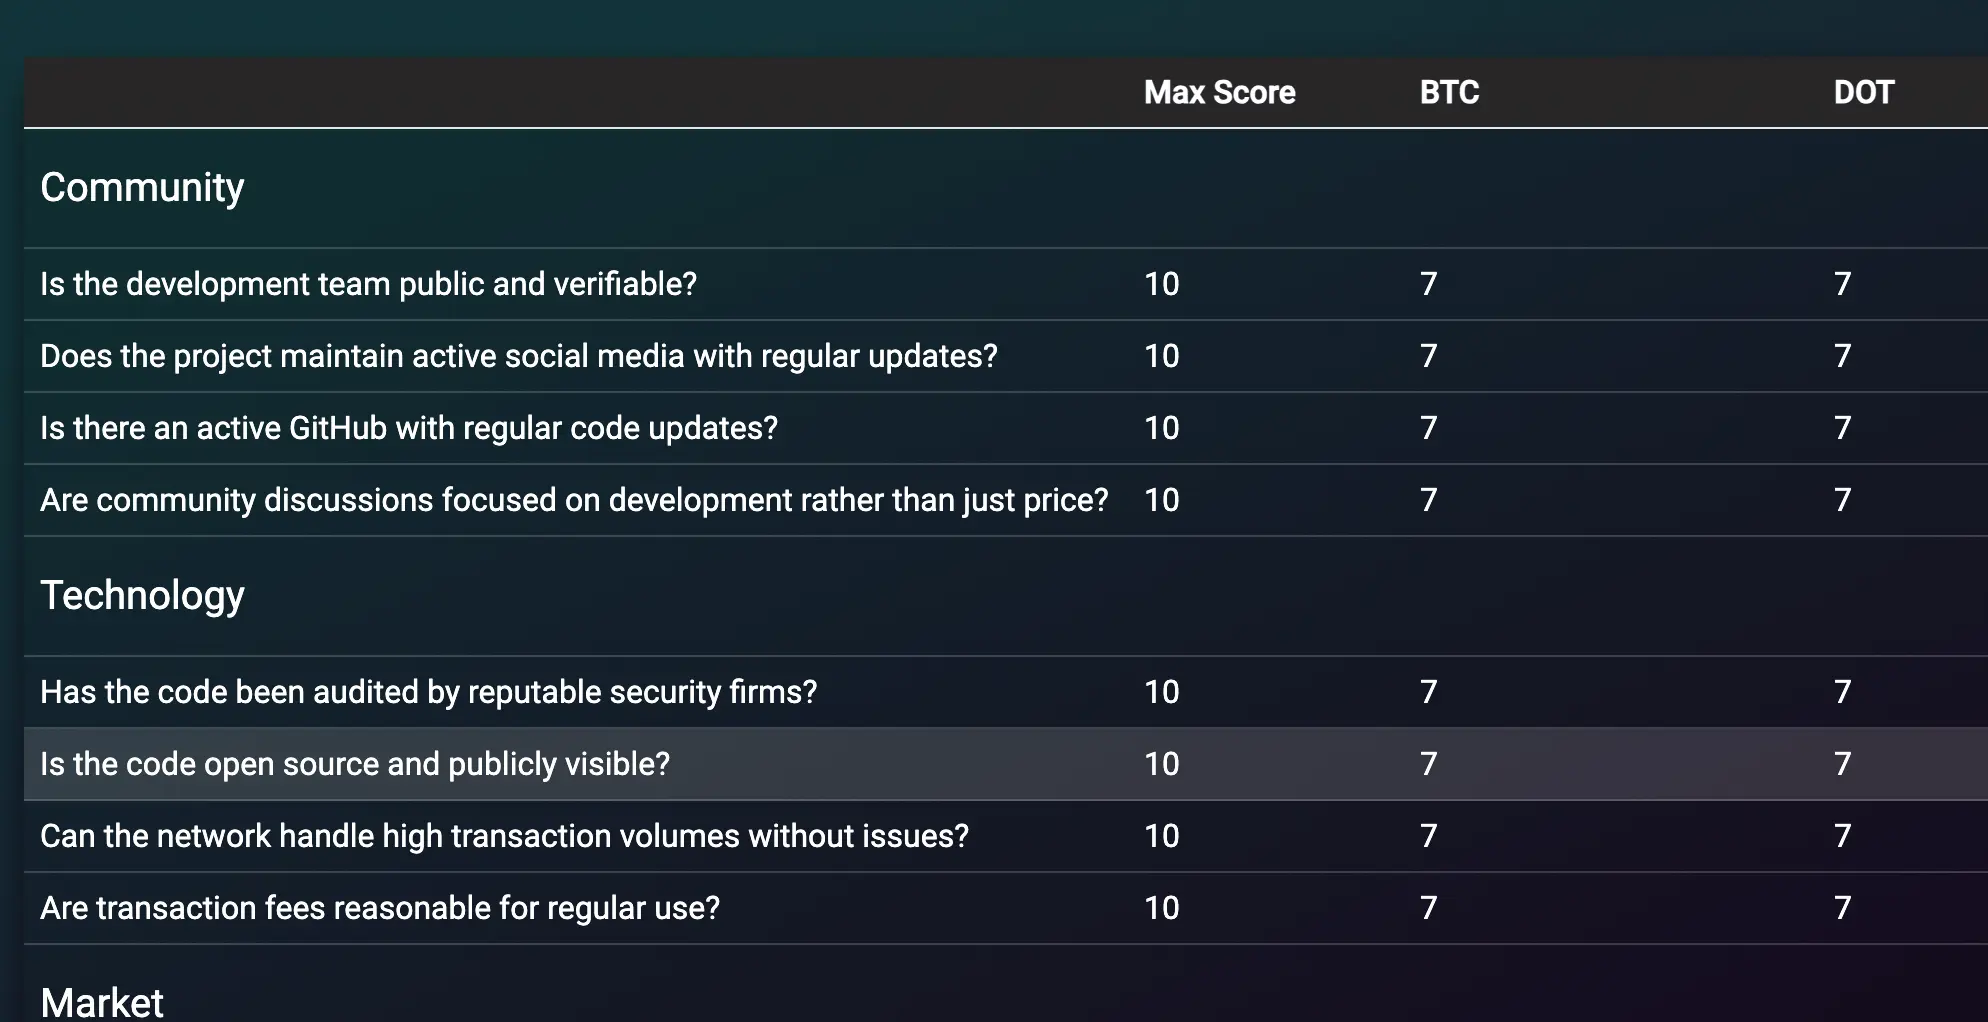 Max Score BTC DOT
Community
Is the development team public and verifiable? 10 7 7
Does the project maintain active social media with regular updates? 10 7 7
Is there an active GitHub with regular code updates? 10 7 7
Are community discussions focused on development rather than just price? 10 7 7
Technology
Has the code been audited by reputable security firms? 10 7 7
Is the code open source and publicly visible? 10 7 7
Can the network handle high transaction volumes without issues? 10 7 7
Are transaction fees reasonable for regular use? 10 7 7
Market